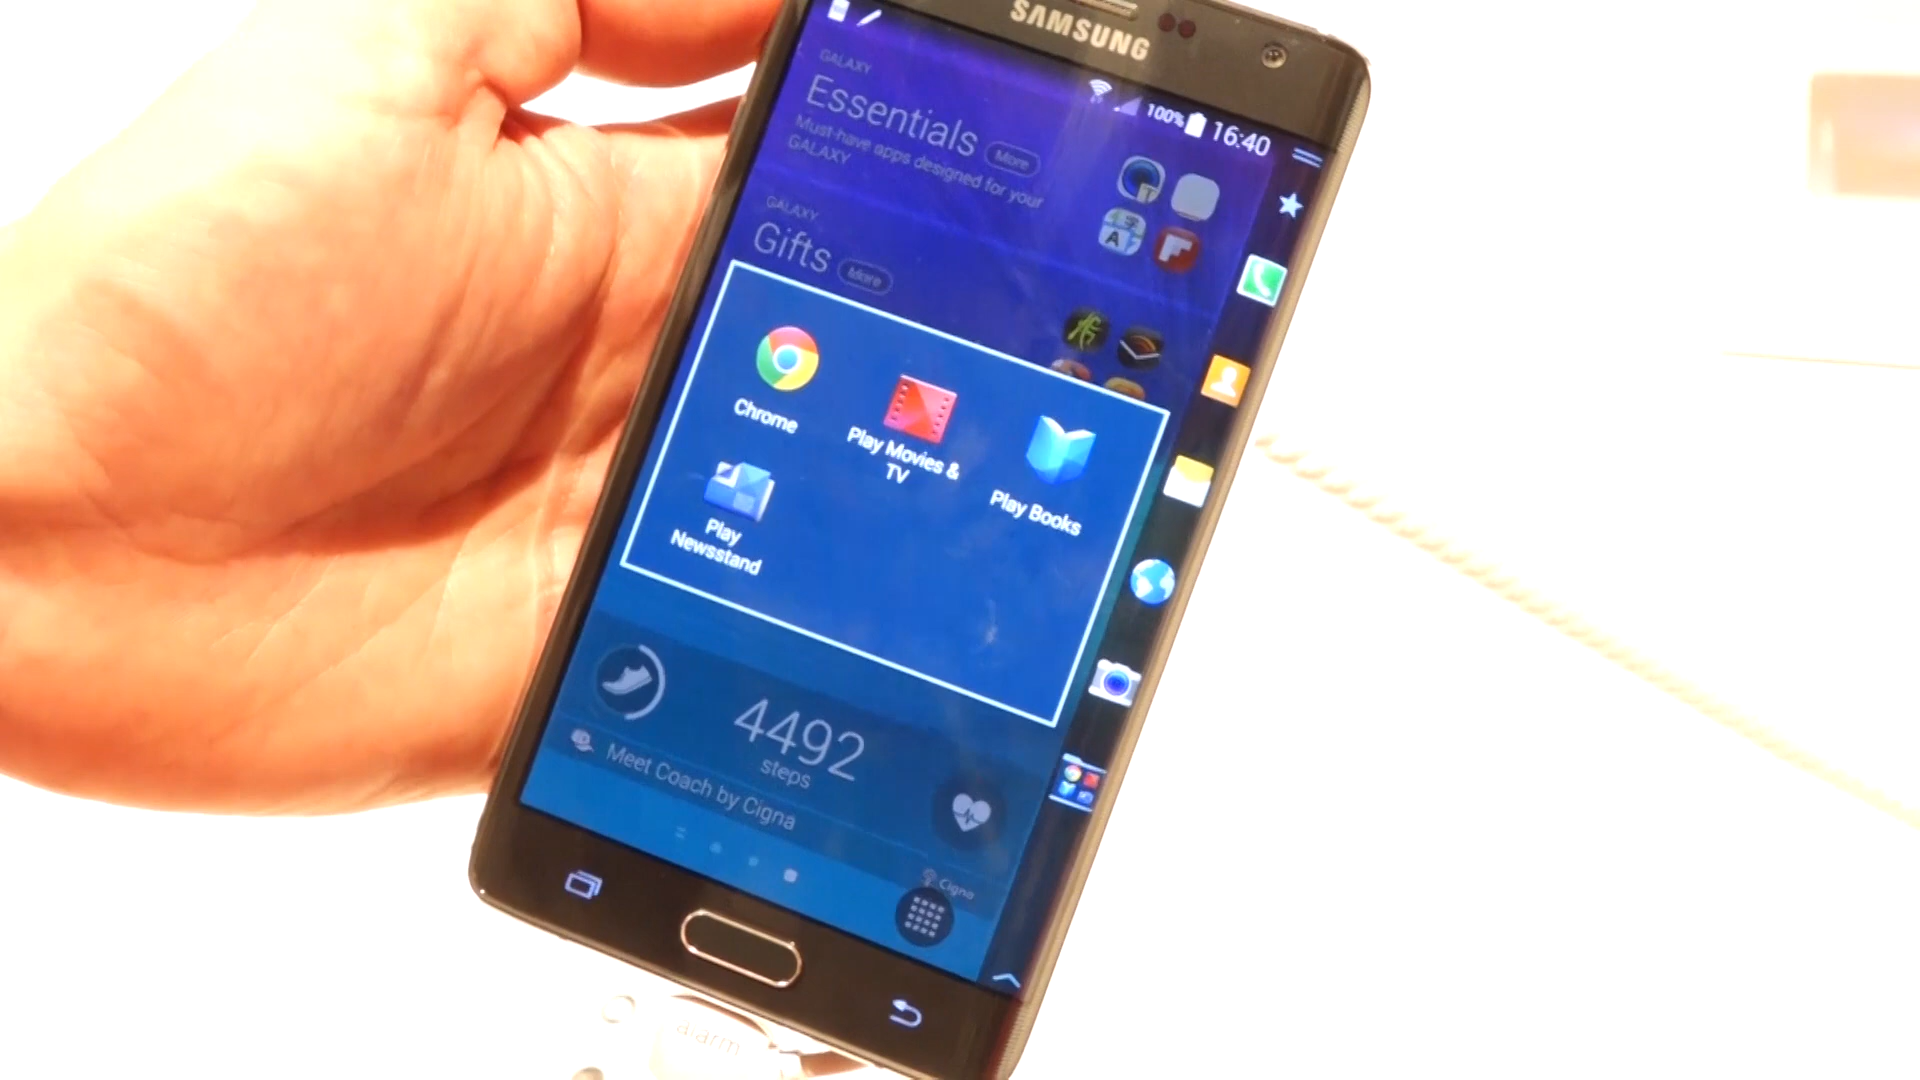 SAMSUNG
100% 16:40
GALAXY
Essentials More
Must-have apps designed for your
GALAXY
GALAXY
Gifts More
Chrome
Play Movies &
TV
Play Books
Play
Newsstand
4492
steps
Meet Coach by Cigna
Cigna
alarm